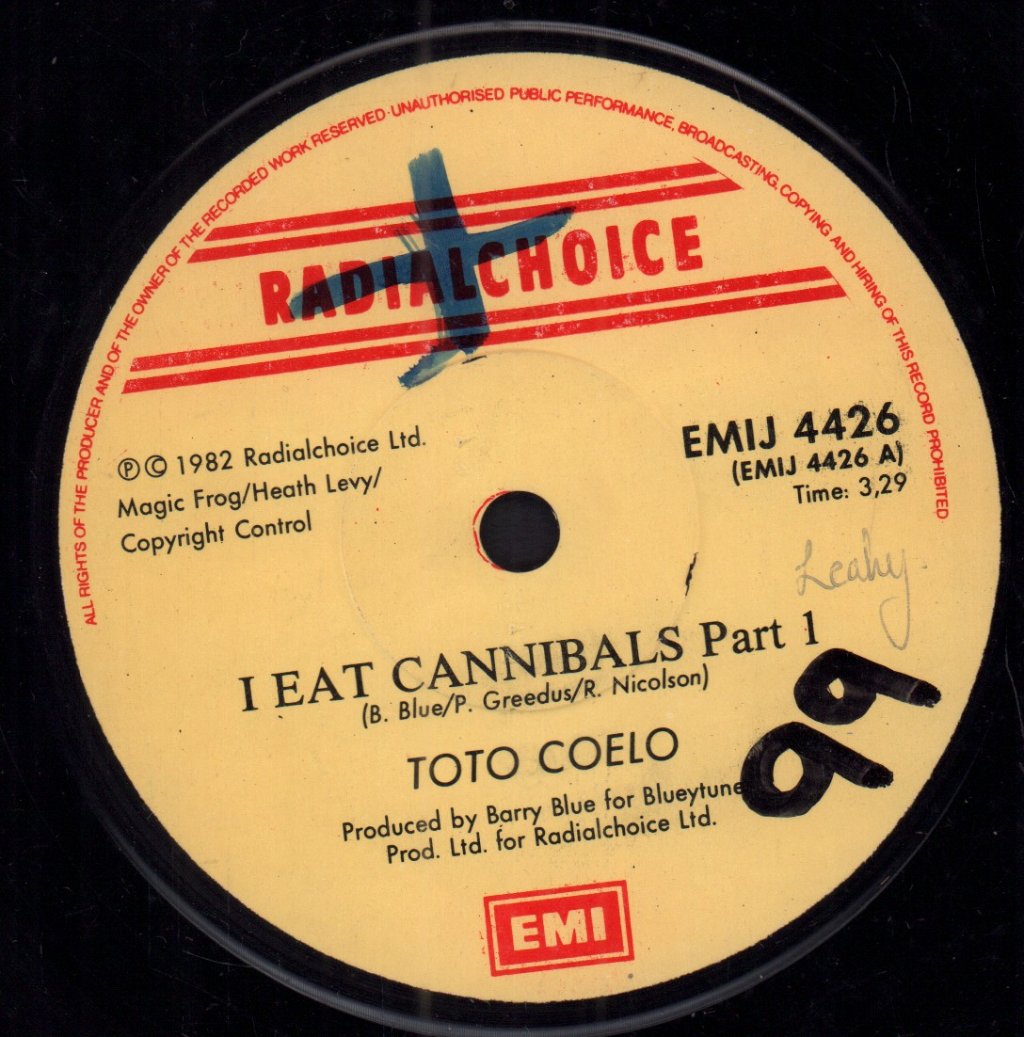 ALL RIGHTS OF THE PRODUCER AND OF THE OWNER OF THE RECORDED WORK RESERVED·UNAUTHORISED PUBLIC PERFORMANCE, BROADCASTING, COPYING AND HIRING OF THIS RECORD PROHIBITED
RADIALCHOICE
EMIJ 4426
(EMIJ 4426 A)
Time: 3,29
℗© 1982 Radialchoice Ltd.
Magic Frog/Heath Levy/
Copyright Control
Leahy.
I EAT CANNIBALS Part 1
(B. Blue/P. Greedus/R. Nicolson)
99
TOTO COELO
Produced by Barry Blue for Blueytune
Prod. Ltd. for Radialchoice Ltd.
EMI